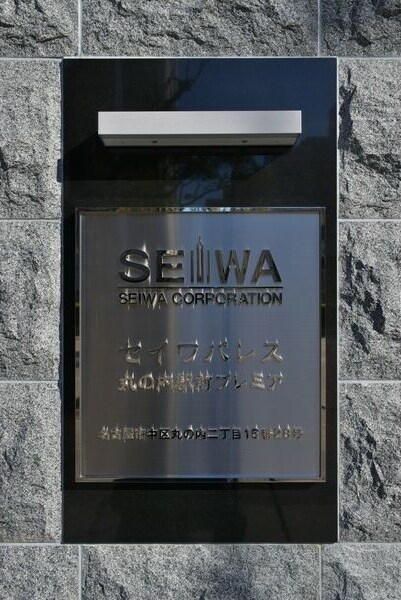 SEIWA
SEIWA CORPORATION
セイワパレス
丸の内駅前プレミア
名古屋市中区丸の内二丁目15番28号